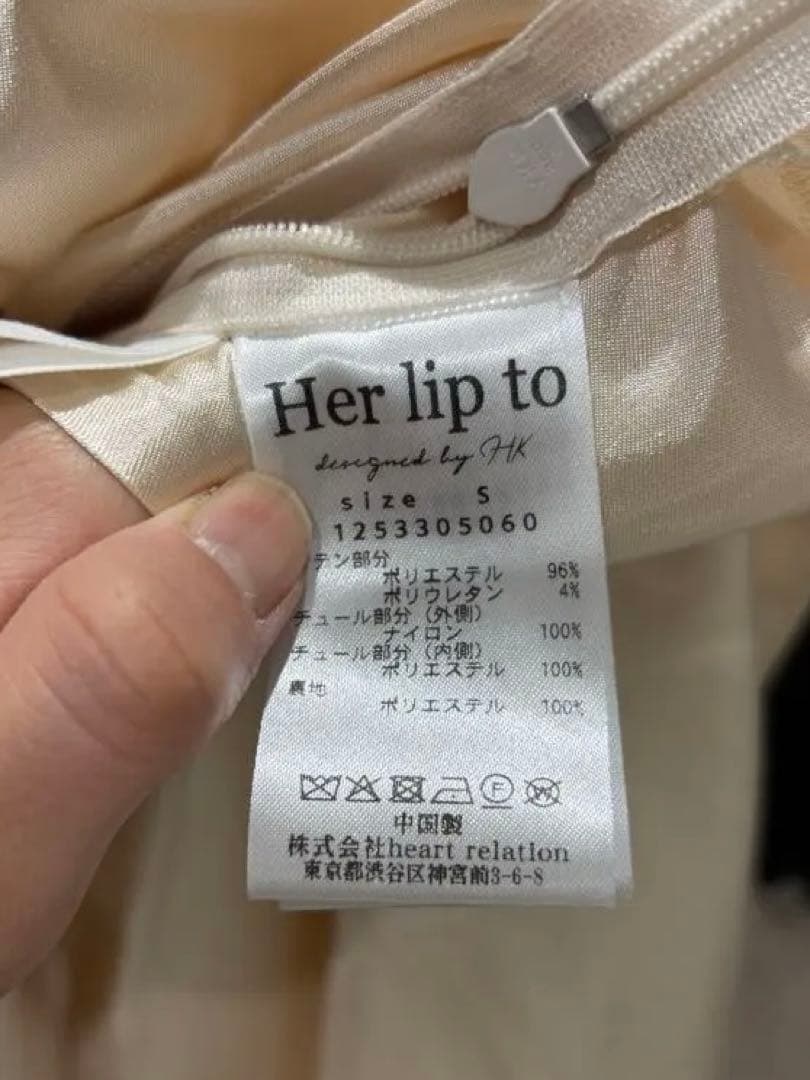 Her lip to
designed by HK
size S
1253305060
テン部分
ポリエステル 96%
ポリウレタン 4%
チュール部分（外側）
ナイロン 100%
チュール部分（内側）
ポリエステル 100%
裏地
ポリエステル 100%
F W
中国製
株式会社heart relation
東京都渋谷区神宮前3-6-8